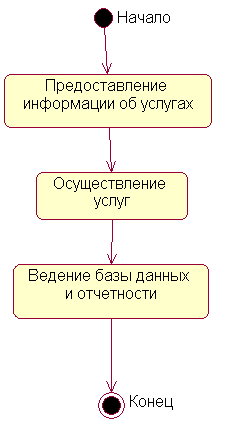 Начало
Предоставление
информации об услугах
Осуществление
услуг
Ведение базы данных
и отчетности
Конец